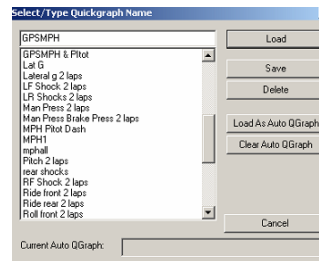 Select/Type Quickgraph Name
GPSMPH
Load
GPSMPH & Pitot
Lat G
Lateral g 2 laps
LF Shock 2 laps
LR Shocks 2 laps
Man Press 2 laps
Man Press Brake Press 2 laps
MPH Pitot Dash
MPH1
mphall
Pitch 2 laps
rear shocks
RF Shock 2 laps
Ride front 2 laps
Ride rear 2 laps
Roll front 2 laps
Save
Delete
Load As Auto QGraph
Clear Auto QGraph
Cancel
Current Auto QGraph: